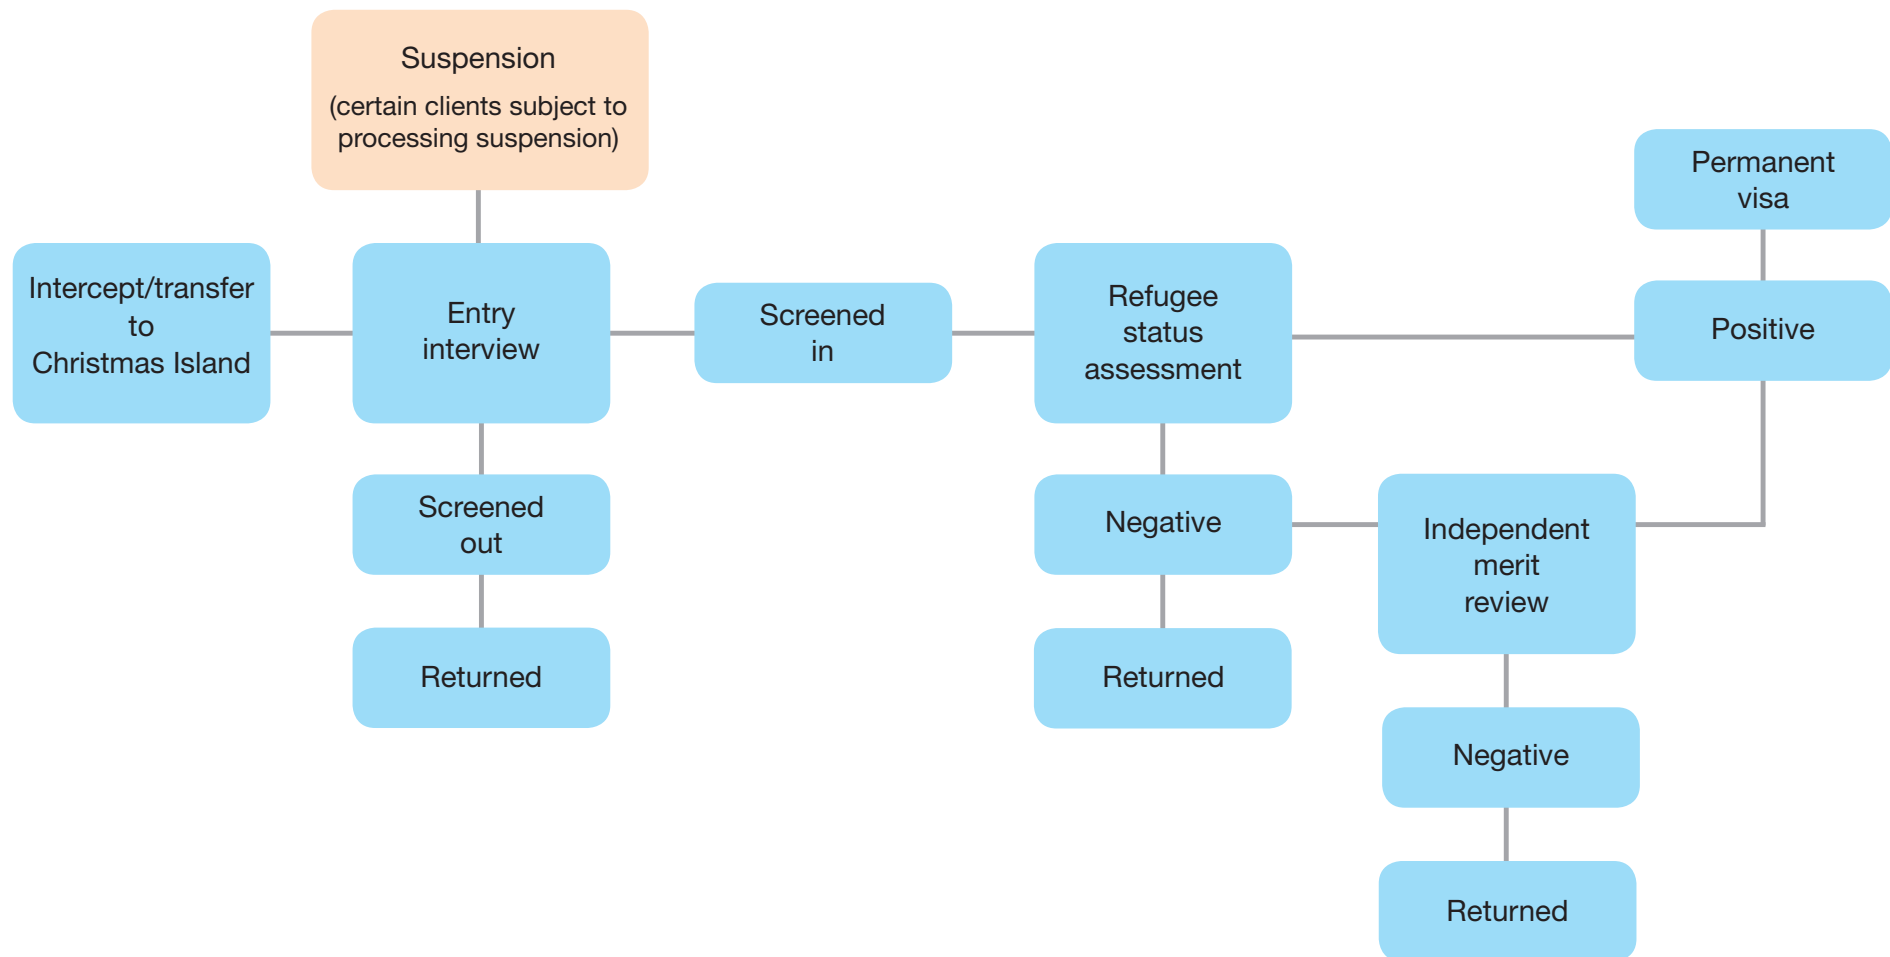 Suspension
(certain clients subject to
processing suspension)
Permanent
visa
Intercept/transfer
to
Christmas Island
Entry
interview
Screened
in
Refugee
status
assessment
Positive
Screened
out
Negative
Independent
merit
review
Returned
Returned
Negative
Returned